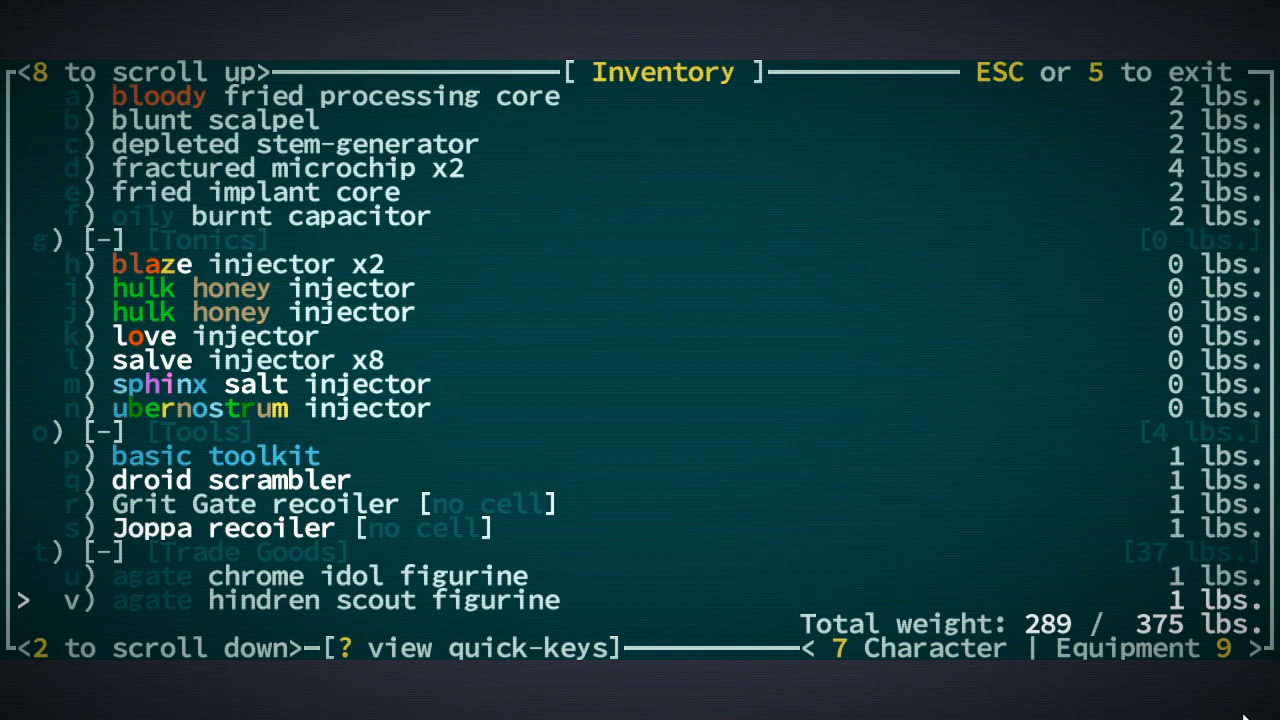 <8 to scroll up> [ Inventory ] ESC or 5 to exit
a) bloody fried processing core 2 lbs.
b) blunt scalpel 2 lbs.
c) depleted stem-generator 2 lbs.
d) fractured microchip x2 4 lbs.
e) fried implant core 2 lbs.
f) oily burnt capacitor 2 lbs.
g) [-] [Tonics] [0 lbs.]
h) blaze injector x2 0 lbs.
i) hulk honey injector 0 lbs.
j) hulk honey injector 0 lbs.
k) love injector 0 lbs.
l) salve injector x8 0 lbs.
m) sphinx salt injector 0 lbs.
n) ubernostrum injector 0 lbs.
o) [-] [Tools] [4 lbs.]
p) basic toolkit 1 lbs.
q) droid scrambler 1 lbs.
r) Grit Gate recoiler [no cell] 1 lbs.
s) Joppa recoiler [no cell] 1 lbs.
t) [-] [Trade Goods] [37 lbs.]
u) agate chrome idol figurine 1 lbs.
> v) agate hindren scout figurine 1 lbs.
Total weight: 289 / 375 lbs.
<2 to scroll down> [? view quick-keys] < 7 Character | Equipment 9 >